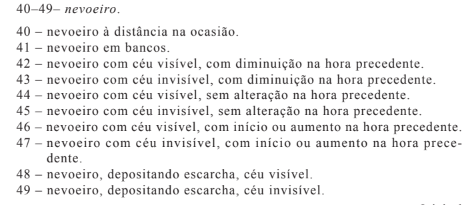 40–49– nevoeiro.
40 – nevoeiro à distância na ocasião.
41 – nevoeiro em bancos.
42 – nevoeiro com céu visível, com diminuição na hora precedente.
43 – nevoeiro com céu invisível, com diminuição na hora precedente.
44 – nevoeiro com céu visível, sem alteração na hora precedente.
45 – nevoeiro com céu invisível, sem alteração na hora precedente.
46 – nevoeiro com céu visível, com início ou aumento na hora precedente.
47 – nevoeiro com céu invisível, com início ou aumento na hora prece-
dente.
48 – nevoeiro, depositando escarcha, céu visível.
49 – nevoeiro, depositando escarcha, céu invisível.